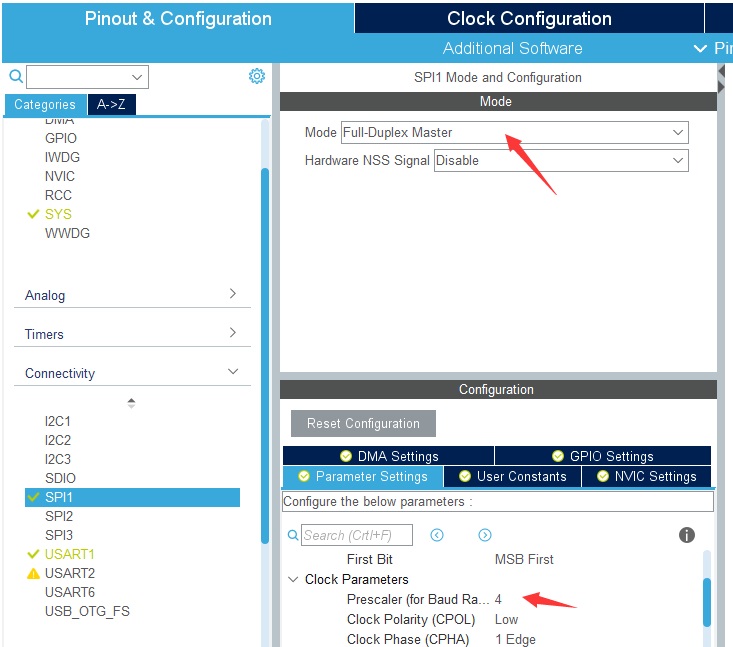 Pinout & Configuration
Clock Configuration
Additional Software
Pin
Categories
A->Z
DMA
GPIO
IWDG
NVIC
RCC
SYS
WWDG
Analog
Timers
Connectivity
I2C1
I2C2
I2C3
SDIO
SPI1
SPI2
SPI3
USART1
USART2
USART6
USB_OTG_FS
SPI1 Mode and Configuration
Mode
Mode Full-Duplex Master
Hardware NSS Signal Disable
Configuration
Reset Configuration
DMA Settings
GPIO Settings
Parameter Settings
User Constants
NVIC Settings
Configure the below parameters :
Search (CrtI+F)
First Bit MSB First
Clock Parameters
Prescaler (for Baud Ra... 4
Clock Polarity (CPOL) Low
Clock Phase (CPHA) 1 Edge